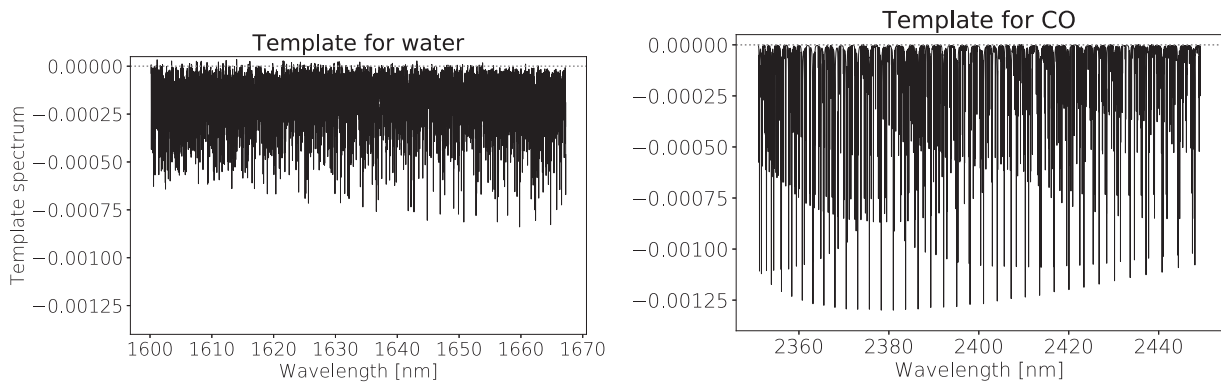 Template for water
Template spectrum
0.00000
−0.00025
−0.00050
−0.00075
−0.00100
−0.00125
1600 1610 1620 1630 1640 1650 1660 1670
Wavelength [nm]
Template for CO
0.00000
−0.00025
−0.00050
−0.00075
−0.00100
−0.00125
2360 2380 2400 2420 2440
Wavelength [nm]